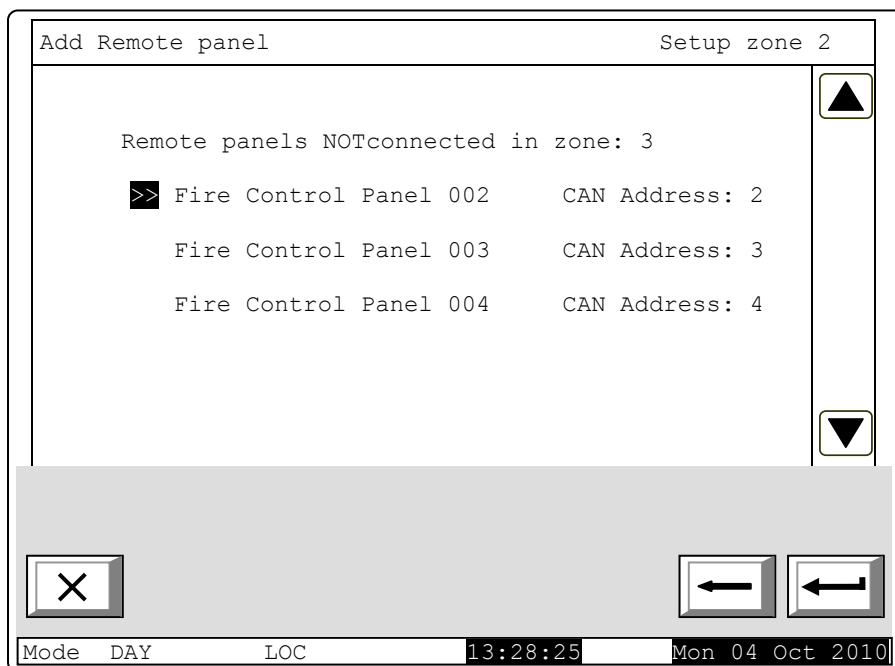 Add Remote panel Setup zone 2
Remote panels NOTconnected in zone: 3
>> Fire Control Panel 002 CAN Address: 2
Fire Control Panel 003 CAN Address: 3
Fire Control Panel 004 CAN Address: 4
Mode DAY LOC 13:28:25 Mon 04 Oct 2010